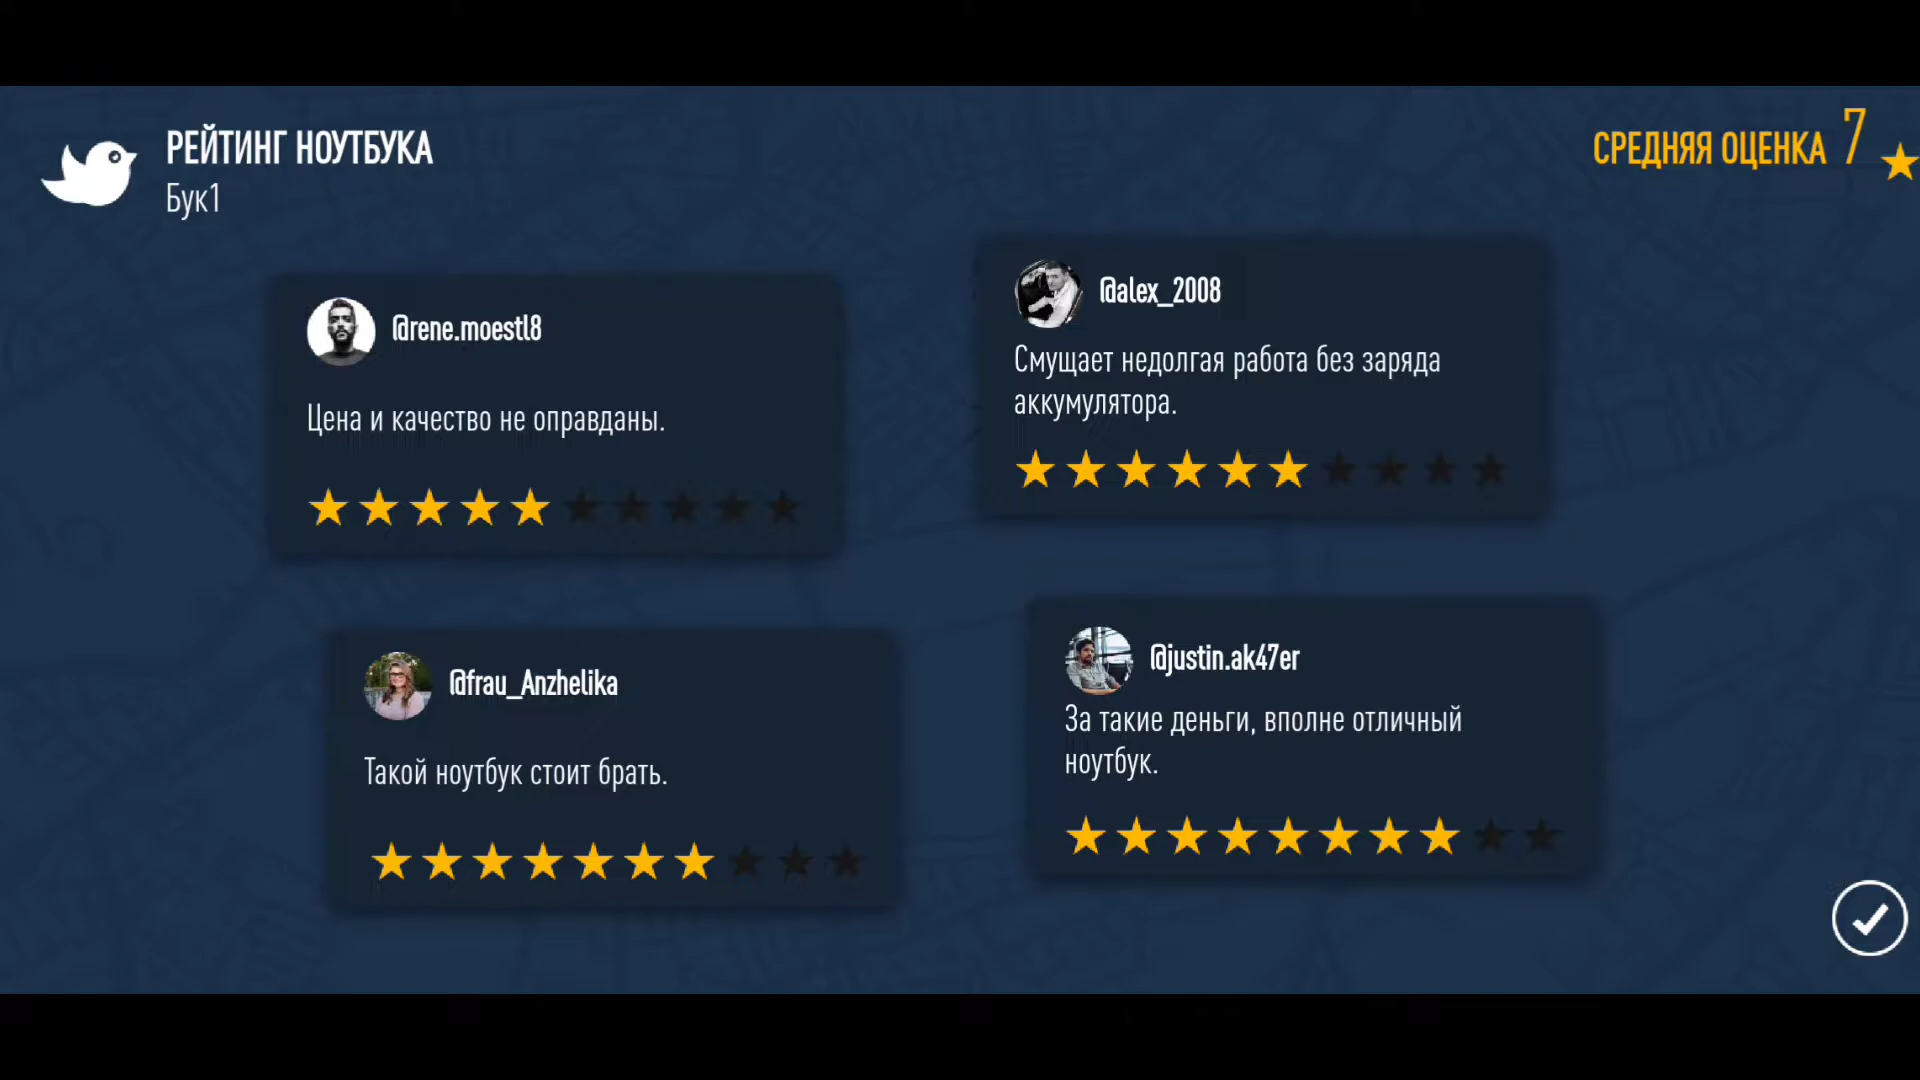 РЕЙТИНГ НОУТБУКА
Бук1
СРЕДНЯЯ ОЦЕНКА 7
@rene.moestl8
Цена и качество не оправданы.
@alex_2008
Смущает недолгая работа без заряда
аккумулятора.
@frau_Anzhelika
Такой ноутбук стоит брать.
@justin.ak47er
За такие деньги, вполне отличный
ноутбук.